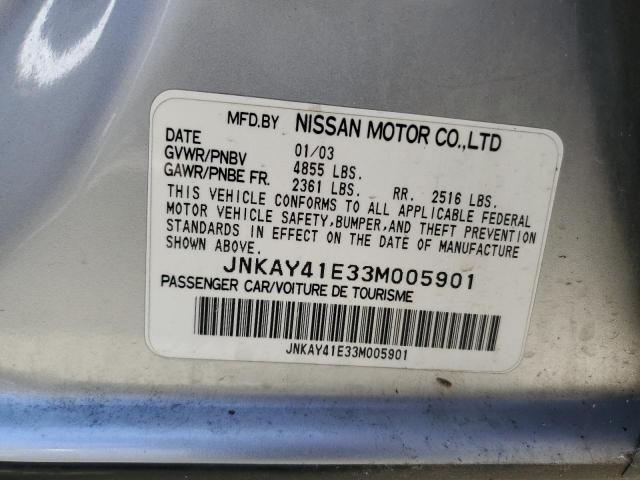 MFD.BY NISSAN MOTOR CO.,LTD
DATE 01/03
GVWR/PNBV 4855 LBS.
GAWR/PNBE FR. 2361 LBS. RR. 2516 LBS.
THIS VEHICLE CONFORMS TO ALL APPLICABLE FEDERAL
MOTOR VEHICLE SAFETY,BUMPER,AND THEFT PREVENTION
STANDARDS IN EFFECT ON THE DATE OF MANUFACTURE
SHOWN ABOVE.
JNKAY41E33M005901
PASSENGER CAR/VOITURE DE TOURISME
JNKAY41E33M005901